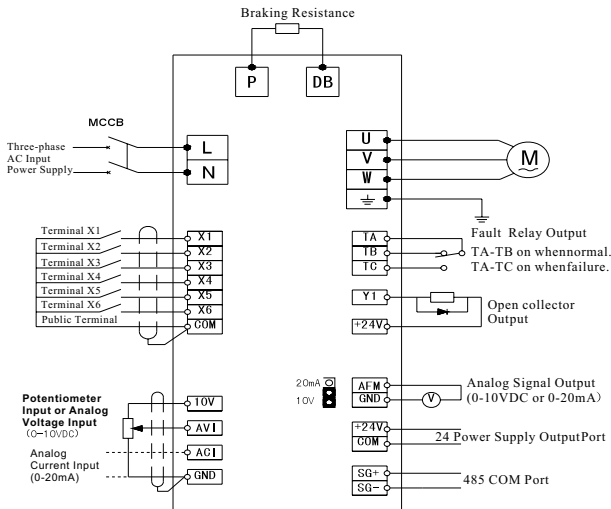 Braking Resistance
P
DB
MCCB
Three-phase
AC Input
Power Supply
L
N
U
V
W
M
Terminal X1
Terminal X2
Terminal X3
Terminal X4
Terminal X5
Terminal X6
Public Terminal
X1
X2
X3
X4
X5
X6
COM
TA
TB
TC
Fault Relay Output
TA-TB on whennormal.
TA-TC on whenfailure.
Y1
+24V
Open collector
Output
Potentiometer
Input or Analog
Voltage Input
(0-10VDC)
Analog
Current Input
(0-20mA)
10V
AVI
ACI
GND
20mA
10V
AFM
GND
V
Analog Signal Output
(0-10VDC or 0-20mA)
+24V
COM
24 Power Supply OutputPort
SG+
SG-
485 COM Port